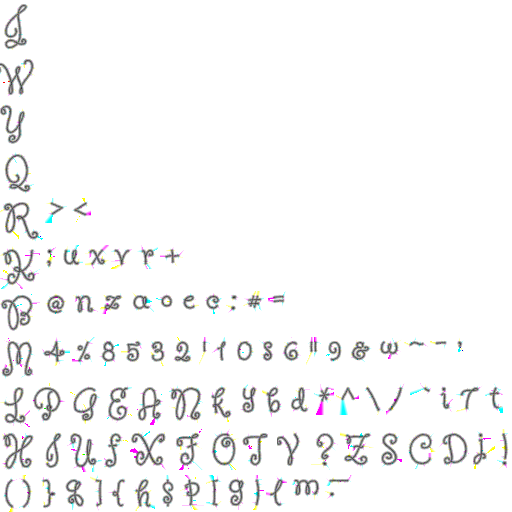 I
W
Y
Q
R > <
K ; u x v r +
B @ n z a o e c : # =
M 4 % 8 5 3 2 ' 1 0 6 " 9 & w ~ -
L P G E A N k y b d * ^ \ / ` i t
H J U f X F O T V ? Z S C D j !
( ) } ] { h $ p [ g l m